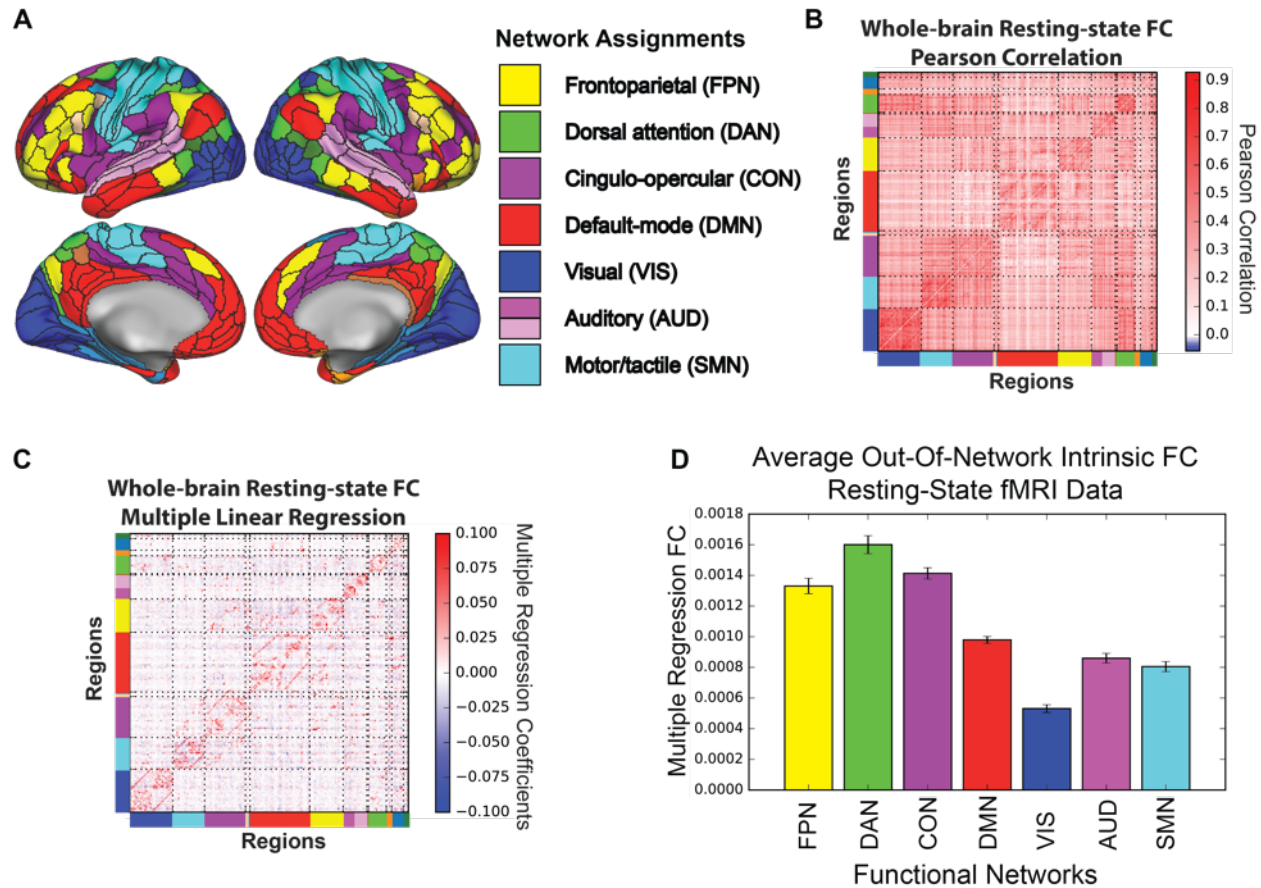 A
Network Assignments
Frontoparietal (FPN)
Dorsal attention (DAN)
Cingulo-opercular (CON)
Default-mode (DMN)
Visual (VIS)
Auditory (AUD)
Motor/tactile (SMN)
B
Whole-brain Resting-state FC
Pearson Correlation
Regions
Regions
0.9
0.8
0.7
0.6
0.5
0.4
0.3
0.2
0.1
0.0
Pearson Correlation
C
Whole-brain Resting-state FC
Multiple Linear Regression
Regions
Regions
0.100
0.075
0.050
0.025
0.000
−0.025
−0.050
−0.075
−0.100
Multiple Regression Coefficients
D
Average Out-Of-Network Intrinsic FC
Resting-State fMRI Data
Multiple Regression FC
0.0018
0.0016
0.0014
0.0012
0.0010
0.0008
0.0006
0.0004
0.0002
0.0000
FPN
DAN
CON
DMN
VIS
AUD
SMN
Functional Networks